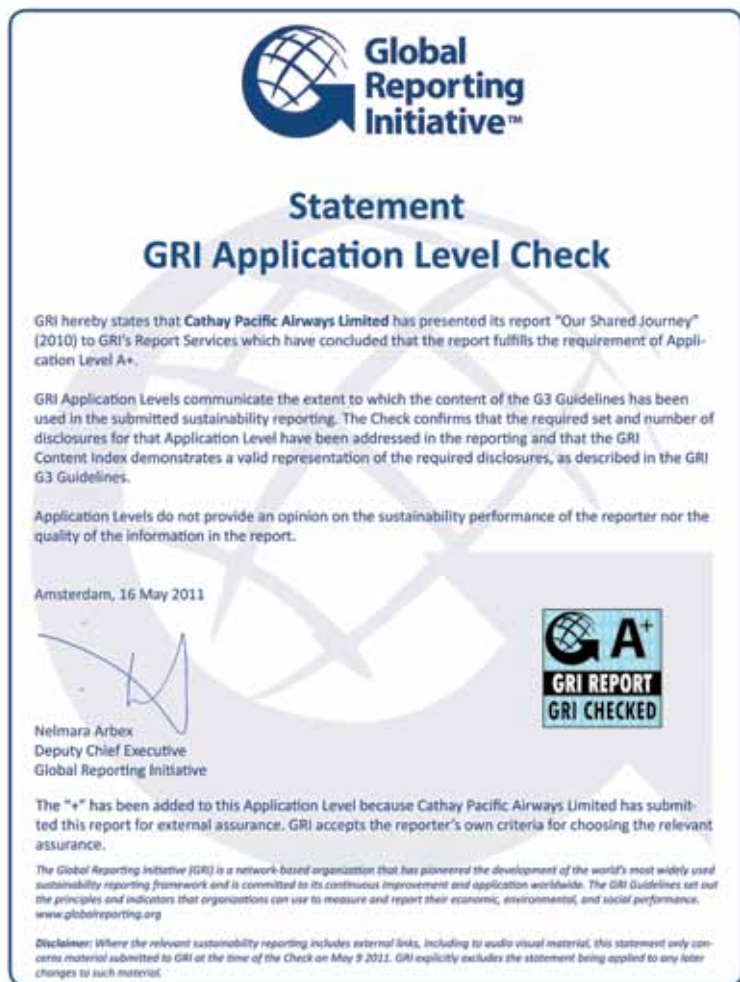 Global
Reporting
Initiative™
Statement
GRI Application Level Check
GRI hereby states that Cathay Pacific Airways Limited has presented its report "Our Shared Journey"
(2010) to GRI's Report Services which have concluded that the report fulfills the requirement of Appli-
cation Level A+.
GRI Application Levels communicate the extent to which the content of the G3 Guidelines has been
used in the submitted sustainability reporting. The Check confirms that the required set and number of
disclosures for that Application Level have been addressed in the reporting and that the GRI
Content Index demonstrates a valid representation of the required disclosures, as described in the GRI
G3 Guidelines.
Application Levels do not provide an opinion on the sustainability performance of the reporter nor the
quality of the information in the report.
Amsterdam, 16 May 2011
A+
GRI REPORT
GRI CHECKED
Nelmara Arbex
Deputy Chief Executive
Global Reporting Initiative
The "+" has been added to this Application Level because Cathay Pacific Airways Limited has submit-
ted this report for external assurance. GRI accepts the reporter's own criteria for choosing the relevant
assurance.
The Global Reporting Initiative (GRI) is a network-based organization that has pioneered the development of the world's most widely used
sustainability reporting framework and is committed to its continuous improvement and application worldwide. The GRI Guidelines set out
the principles and indicators that organizations can use to measure and report their economic, environmental, and social performance.
www.globalreporting.org
Disclaimer: Where the relevant sustainability reporting includes external links, including to audio visual material, this statement only con-
cerns material submitted to GRI at the time of the Check on May 9 2011. GRI explicitly excludes the statement being applied to any later
changes to such material.